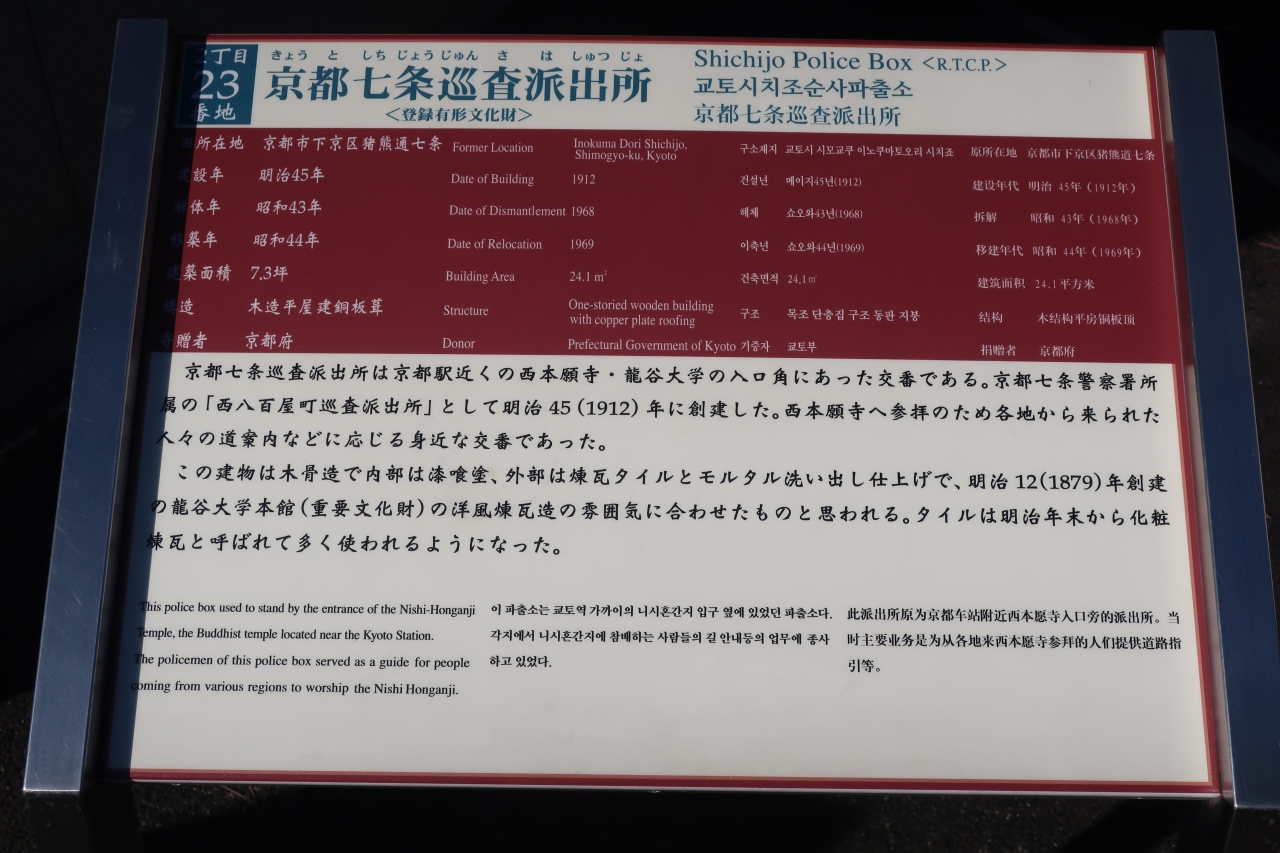 2丁目
23
番地
きょう と しち じょうじゅん さ は しゅつ じょ
京都七条巡査派出所
＜登録有形文化財＞
Shichijo Police Box <R.T.C.P.>
교토시치조순사파출소
京都七条巡查派出所
旧所在地 京都市下京区猪熊通七条
建設年 明治45年
解体年 昭和43年
移築年 昭和44年
建築面積 7.3坪
構造 木造平屋建銅板葺
寄贈者 京都府
Former Location Inokuma Dori Shichijo,
Shimogyo-ku, Kyoto
Date of Building 1912
Date of Dismantlement 1968
Date of Relocation 1969
Building Area 24.1 m²
Structure One-storied wooden building
with copper plate roofing
Donor Prefectural Government of Kyoto
구소재지 교토시 시모교쿠 이노쿠마토오리 시치죠
건설년 메이지45년(1912)
해체 쇼오와43년(1968)
이축년 쇼오와44년(1969)
건축면적 24.1㎡
구조 목조 단층집 구조 동판 지붕
기증자 교토부
原所在地 京都市下京区猪熊道七条
建设年代 明治 45年（1912年）
拆解 昭和 43年（1968年）
移建年代 昭和 44年（1969年）
建筑面积 24.1平方米
结构 木结构平房铜板顶
捐赠者 京都府
京都七条巡査派出所は京都駅近くの西本願寺・龍谷大学の入口角にあった交番である。京都七条警察署所
属の「西八百屋町巡査派出所」として明治45(1912)年に創建した。西本願寺へ参拝のため各地から来られた
人々の道案内などに応じる身近な交番であった。
この建物は木骨造で内部は漆喰塗、外部は煉瓦タイルとモルタル洗い出し仕上げで、明治12(1879)年創建
の龍谷大学本館(重要文化財)の洋風煉瓦造の雰囲気に合わせたものと思われる。タイルは明治年末から化粧
煉瓦と呼ばれて多く使われるようになった。
This police box used to stand by the entrance of the Nishi-Honganji
Temple, the Buddhist temple located near the Kyoto Station.
The policemen of this police box served as a guide for people
coming from various regions to worship the Nishi Honganji.
이 파출소는 교토역 가까이의 니시혼간지 입구 옆에 있었던 파출소다.
각지에서 니시혼간지에 참배하는 사람들의 길 안내등의 업무에 종사
하고 있었다.
此派出所原为京都车站附近西本愿寺入口旁的派出所。当
时主要业务是为从各地来西本愿寺参拜的人们提供道路指
引等。